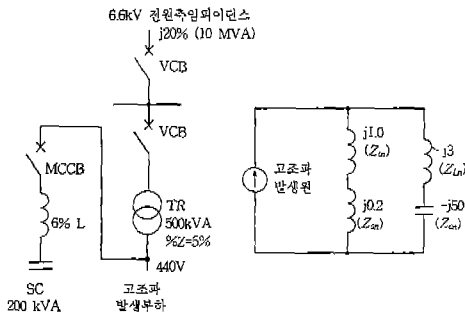 6.6kV 전원측임피이던스
j20% (10 MVA)
VCB
VCB
MCCB
6% L
TR
500kVA
%Z=5%
440V
SC
200 kVA
고조파
발생부하
고조파
발생원
j1.0
(Z_tn)
j0.2
(Z_sn)
j3
(Z_Ln)
-j50
(Z_cn)